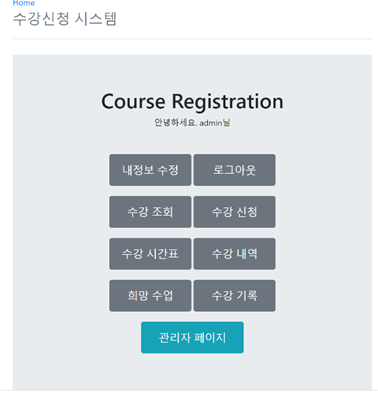 Home
수강신청 시스템
Course Registration
안녕하세요. admin님
내정보 수정 로그아웃
수강 조회 수강 신청
수강 시간표 수강 내역
희망 수업 수강 기록
관리자 페이지